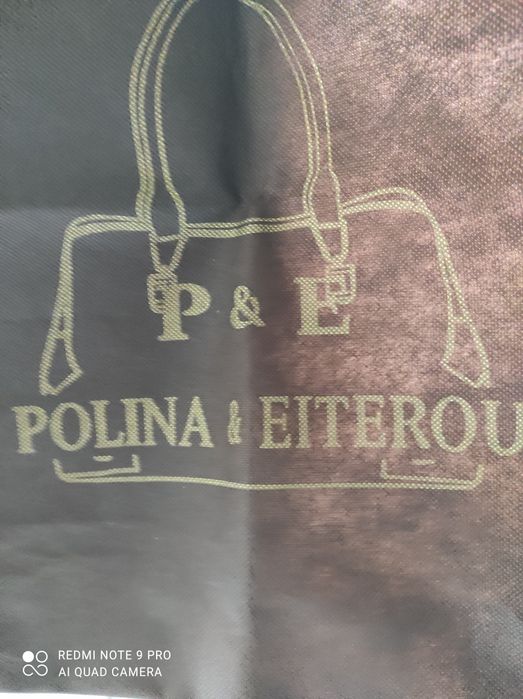 P & E
POLINA & EITEROU
REDMI NOTE 9 PRO
AI QUAD CAMERA